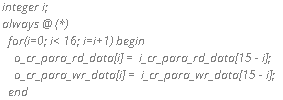 integer i;
always @ (*)
for(i=0; i< 16; i=i+1) begin
o_cr_para_rd_data[i] = i_cr_para_rd_data[15 - i];
o_cr_para_wr_data[i] = i_cr_para_wr_data[15 - i];
end